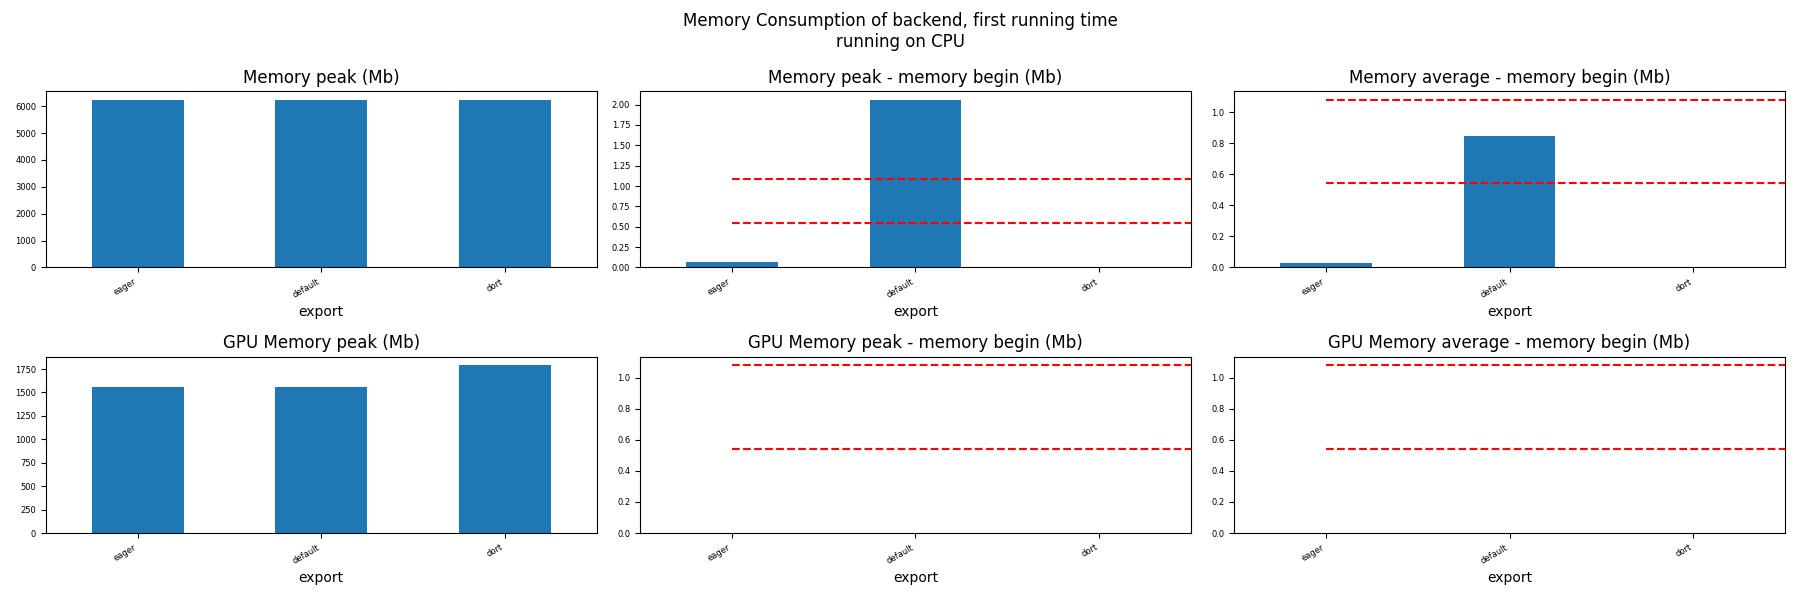 Memory Consumption of backend, first running time
running on CPU
Memory peak (Mb)
6000
5000
4000
3000
2000
1000
0
eager
default
dort
export
Memory peak - memory begin (Mb)
2.00
1.75
1.50
1.25
1.00
0.75
0.50
0.25
0.00
eager
default
dort
export
Memory average - memory begin (Mb)
1.0
0.8
0.6
0.4
0.2
0.0
eager
default
dort
export
GPU Memory peak (Mb)
1750
1500
1250
1000
750
500
250
0
eager
default
dort
export
GPU Memory peak - memory begin (Mb)
1.0
0.8
0.6
0.4
0.2
0.0
eager
default
dort
export
GPU Memory average - memory begin (Mb)
1.0
0.8
0.6
0.4
0.2
0.0
eager
default
dort
export